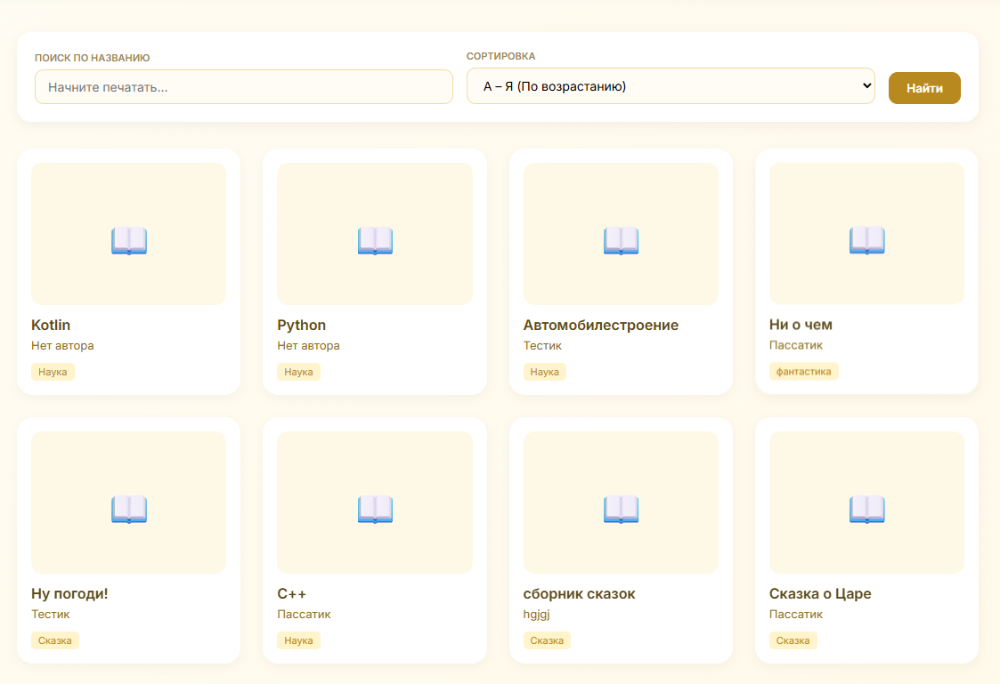 ПОИСК ПО НАЗВАНИЮ
Начните печатать...
СОРТИРОВКА
А – Я (По возрастанию)
Найти
Kotlin
Нет автора
Наука
Python
Нет автора
Наука
Автомобилестроение
Тестик
Наука
Ни о чем
Пассатик
фантастика
Ну погоди!
Тестик
Сказка
С++
Пассатик
Наука
сборник сказок
hgjgj
Сказка
Сказка о Царе
Пассатик
Сказка